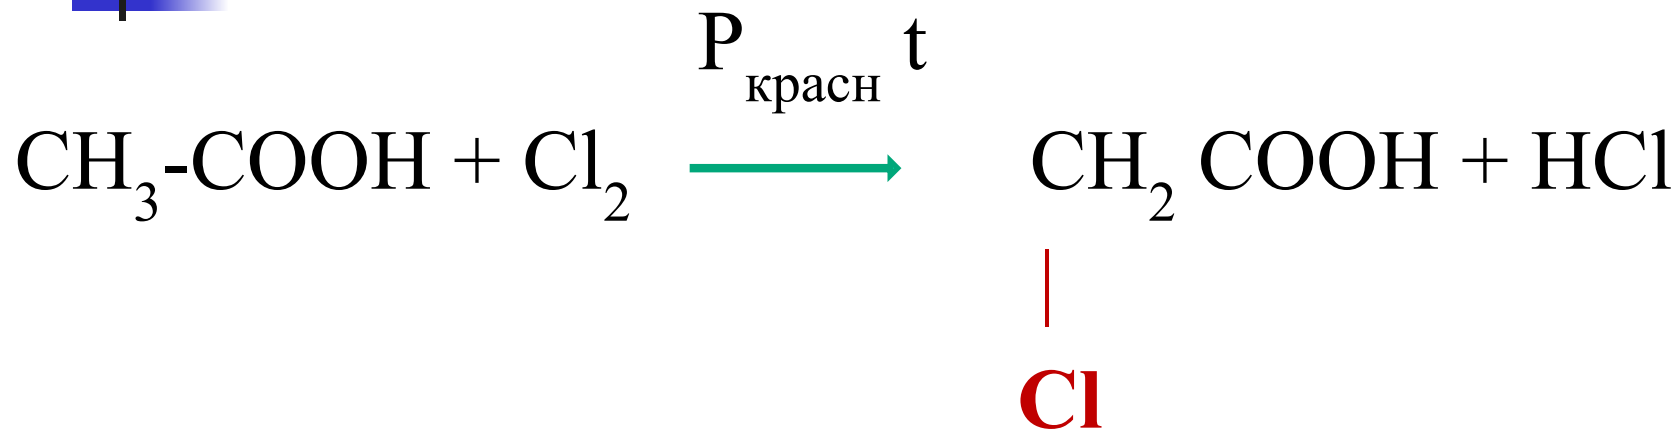 P красн t
CH3-COOH + Cl2 → CH2 COOH + HCl
|
Cl